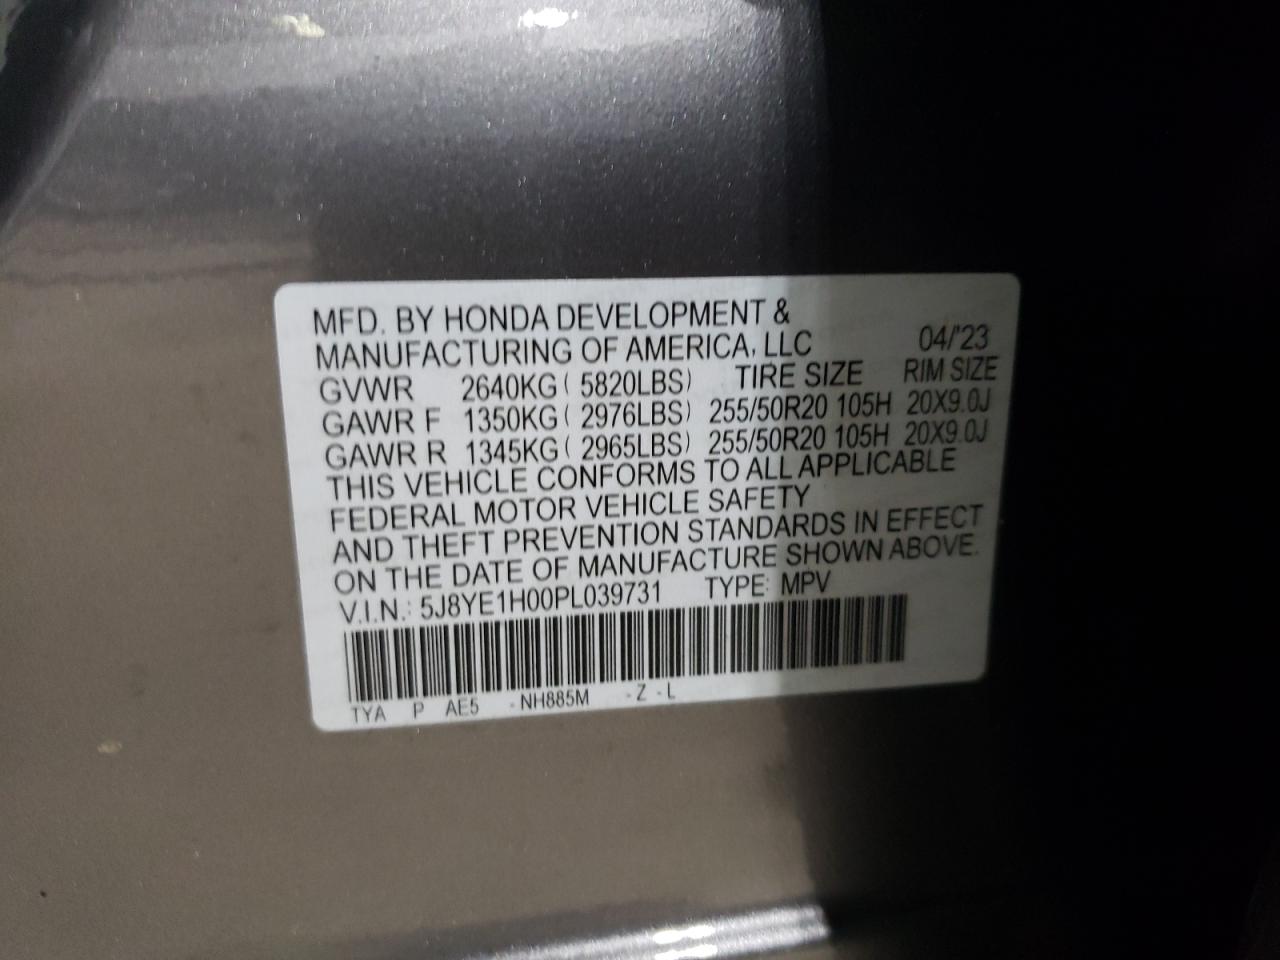 MFD. BY HONDA DEVELOPMENT &
MANUFACTURING OF AMERICA, LLC 04/'23
GVWR 2640KG ( 5820LBS) TIRE SIZE RIM SIZE
GAWR F 1350KG ( 2976LBS) 255/50R20 105H 20X9.0J
GAWR R 1345KG ( 2965LBS) 255/50R20 105H 20X9.0J
THIS VEHICLE CONFORMS TO ALL APPLICABLE
FEDERAL MOTOR VEHICLE SAFETY
AND THEFT PREVENTION STANDARDS IN EFFECT
ON THE DATE OF MANUFACTURE SHOWN ABOVE.
V.I.N.: 5J8YE1H00PL039731 TYPE: MPV
TYA P AE5 -NH885M -Z -L